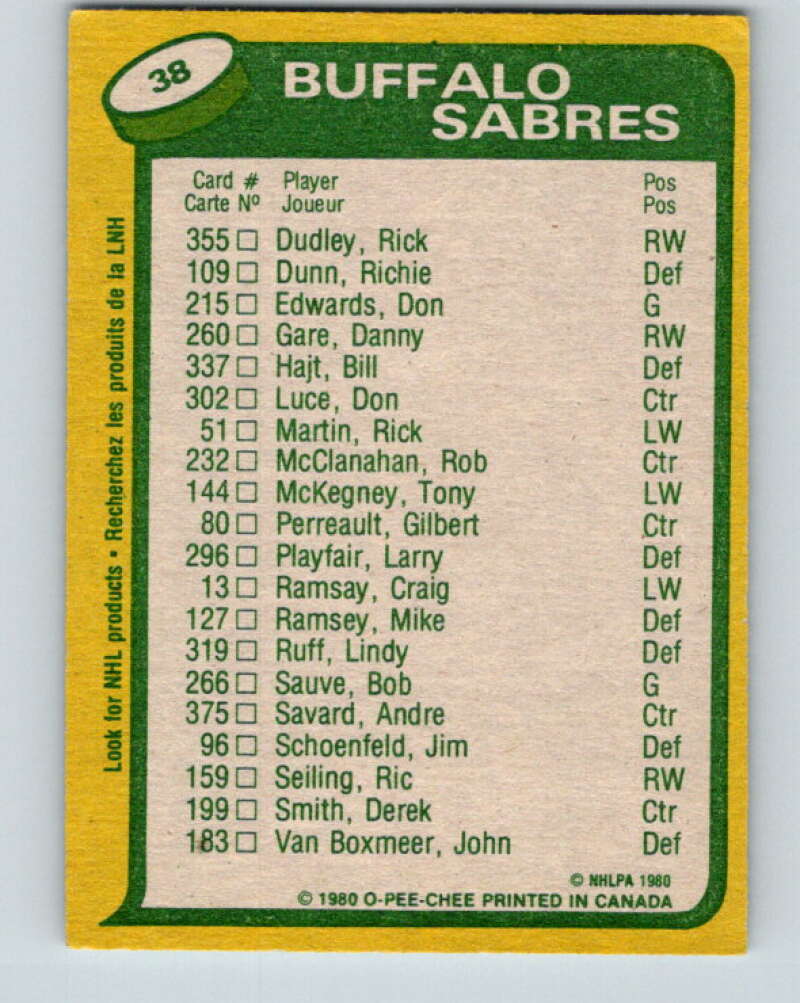 38
BUFFALO
SABRES
Card # Player Pos
Carte Nº Joueur Pos
355 □ Dudley, Rick RW
109 □ Dunn, Richie Def
215 □ Edwards, Don G
260 □ Gare, Danny RW
337 □ Hajt, Bill Def
302 □ Luce, Don Ctr
51 □ Martin, Rick LW
232 □ McClanahan, Rob Ctr
144 □ McKegney, Tony LW
80 □ Perreault, Gilbert Ctr
296 □ Playfair, Larry Def
13 □ Ramsay, Craig LW
127 □ Ramsey, Mike Def
319 □ Ruff, Lindy Def
266 □ Sauve, Bob G
375 □ Savard, Andre Ctr
96 □ Schoenfeld, Jim Def
159 □ Seiling, Ric RW
199 □ Smith, Derek Ctr
183 □ Van Boxmeer, John Def
© NHLPA 1980
© 1980 O-PEE-CHEE PRINTED IN CANADA
Look for NHL products • Recherchez les produits de la LNH